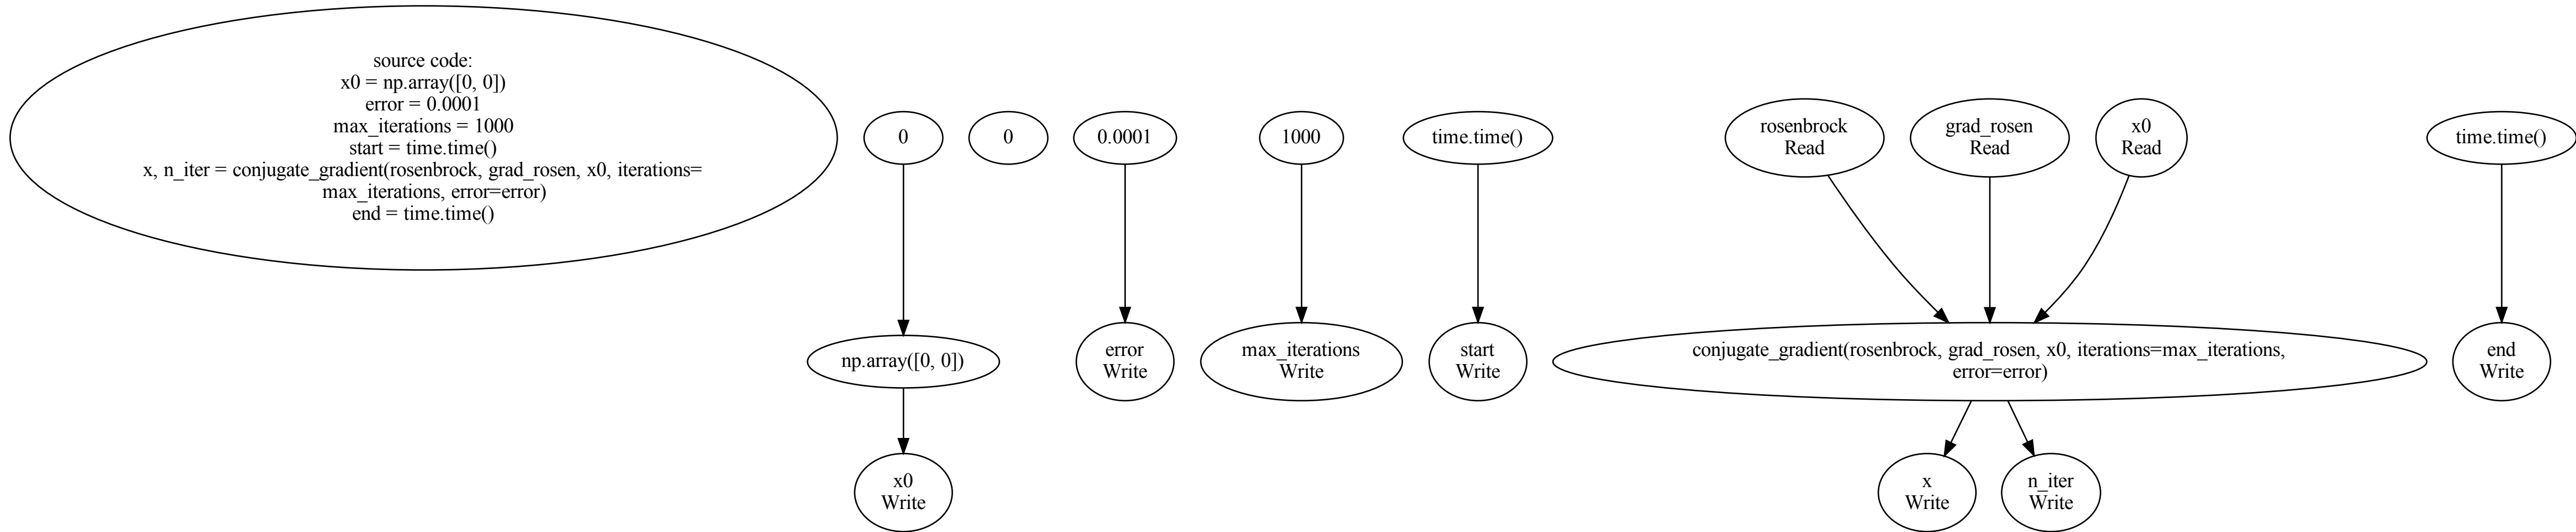 source code:
x0 = np.array([0, 0])
error = 0.0001
max_iterations = 1000
start = time.time()
x, n_iter = conjugate_gradient(rosenbrock, grad_rosen, x0, iterations=
max_iterations, error=error)
end = time.time()
0
0
0.0001
1000
time.time()
rosenbrock
Read
grad_rosen
Read
x0
Read
time.time()
np.array([0, 0])
error
Write
max_iterations
Write
start
Write
conjugate_gradient(rosenbrock, grad_rosen, x0, iterations=max_iterations,
error=error)
end
Write
x0
Write
x
Write
n_iter
Write